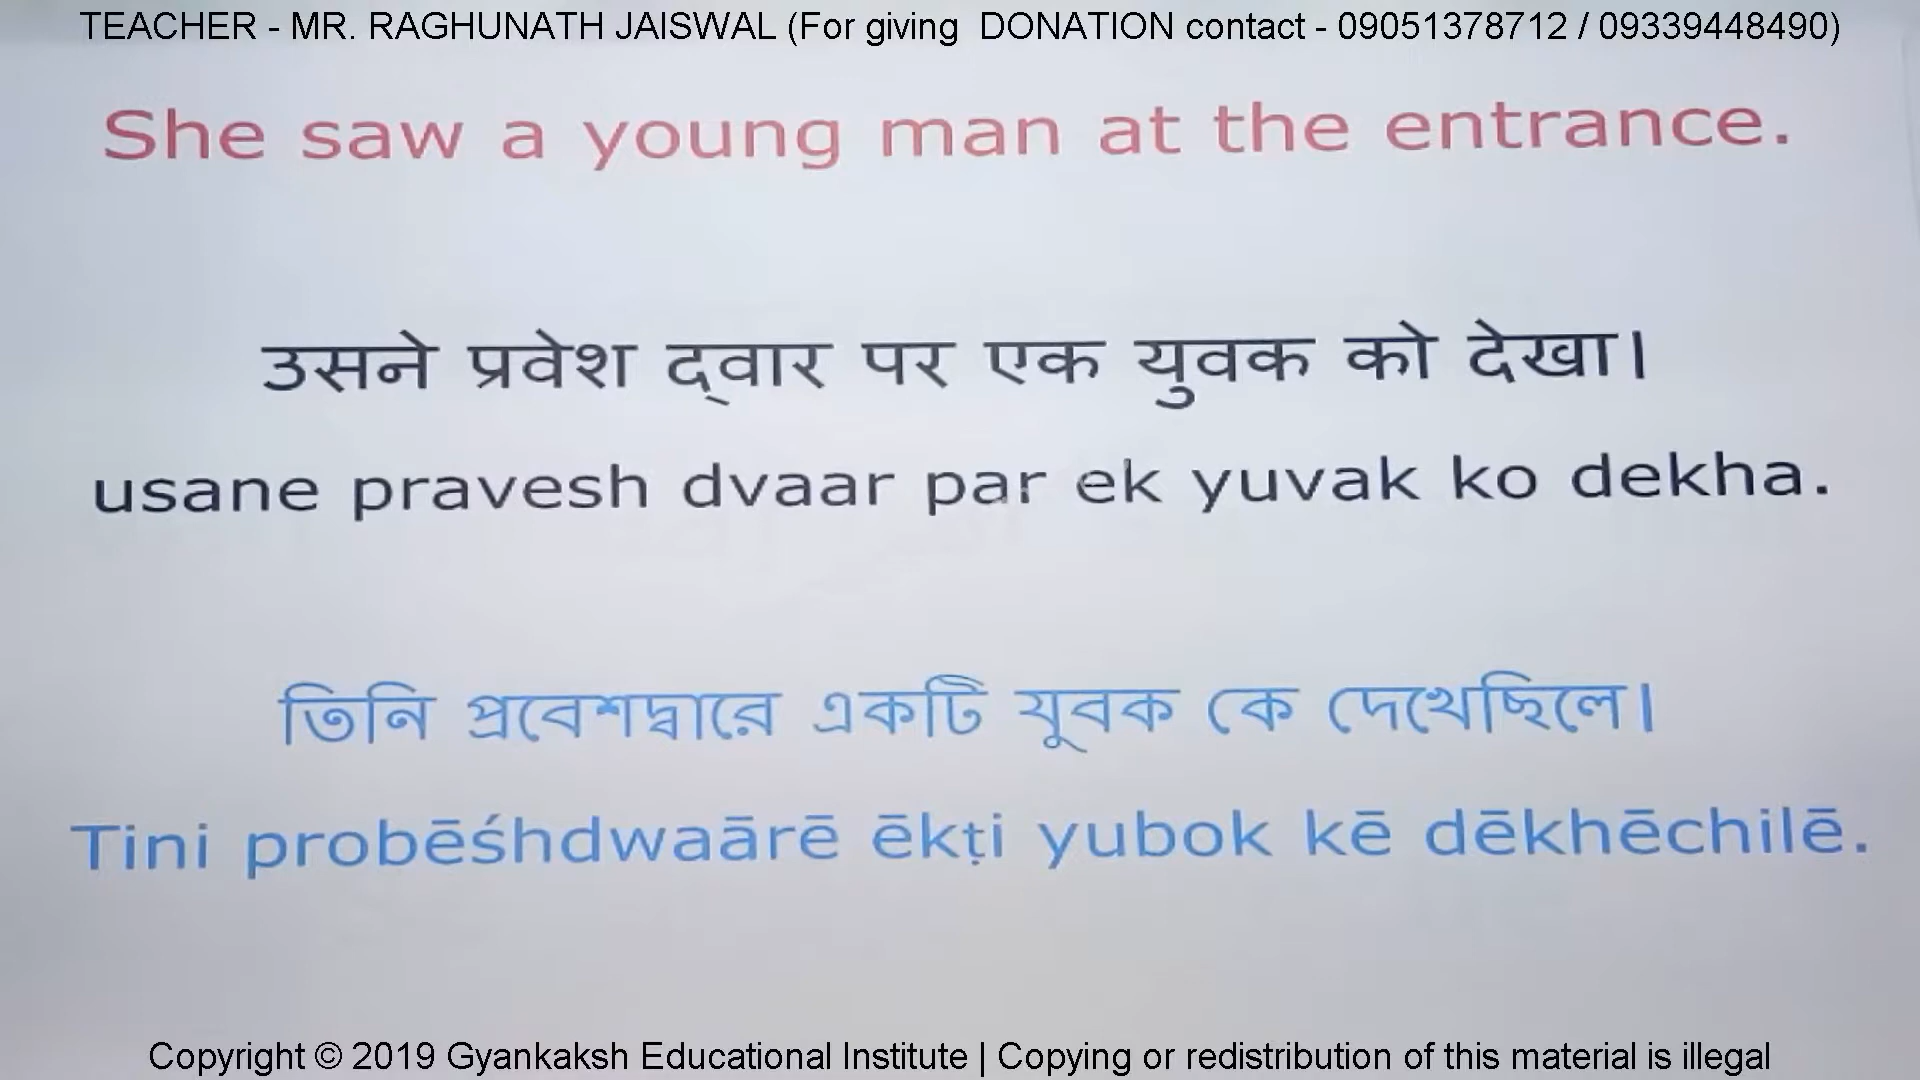 TEACHER - MR. RAGHUNATH JAISWAL (For giving  DONATION contact - 09051378712 / 09339448490)
She saw a young man at the entrance.
उसने प्रवेश द्‌वार पर एक युवक को देखा।
usane pravesh dvaar par ek yuvak ko dekha.
তিনি প্রবেশদ্বারে একটি যূবক কে দেখেছিলে।
Tini probēśhdwaārē ēkṭi yubok kē dēkhēchilē.
Copyright © 2019 Gyankaksh Educational Institute | Copying or redistribution of this material is illegal